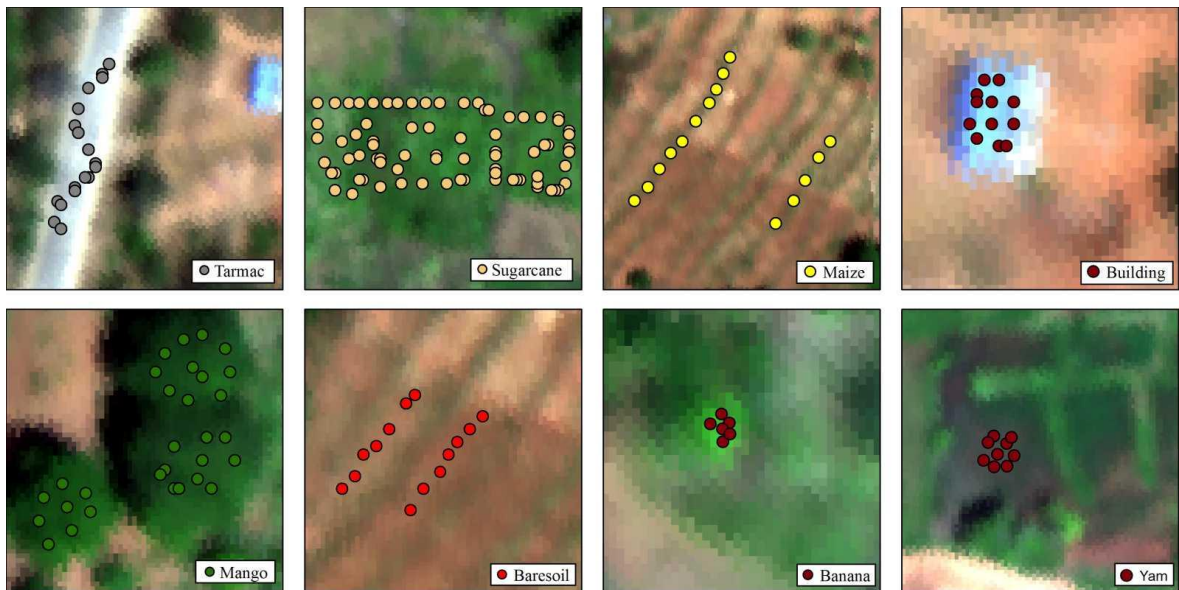 Tarmac
Sugarcane
Maize
Building
Mango
Baresoil
Banana
Yam